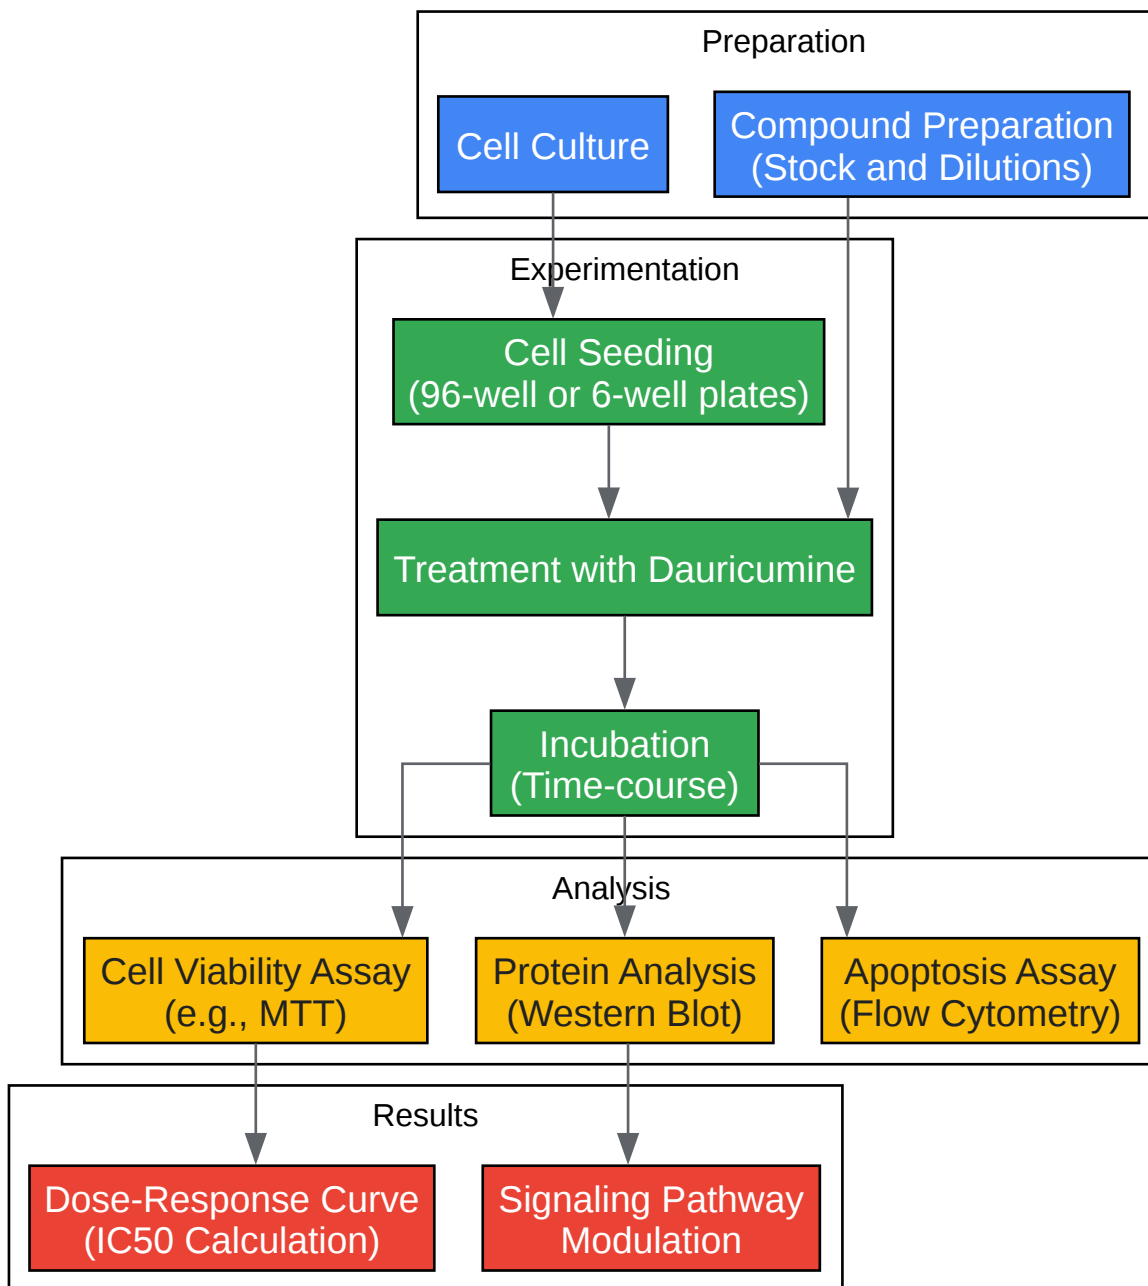 Preparation
Cell Culture
Compound Preparation
(Stock and Dilutions)
Experimentation
Cell Seeding
(96-well or 6-well plates)
Treatment with Dauricumine
Incubation
(Time-course)
Analysis
Cell Viability Assay
(e.g., MTT)
Protein Analysis
(Western Blot)
Apoptosis Assay
(Flow Cytometry)
Results
Dose-Response Curve
(IC50 Calculation)
Signaling Pathway
Modulation